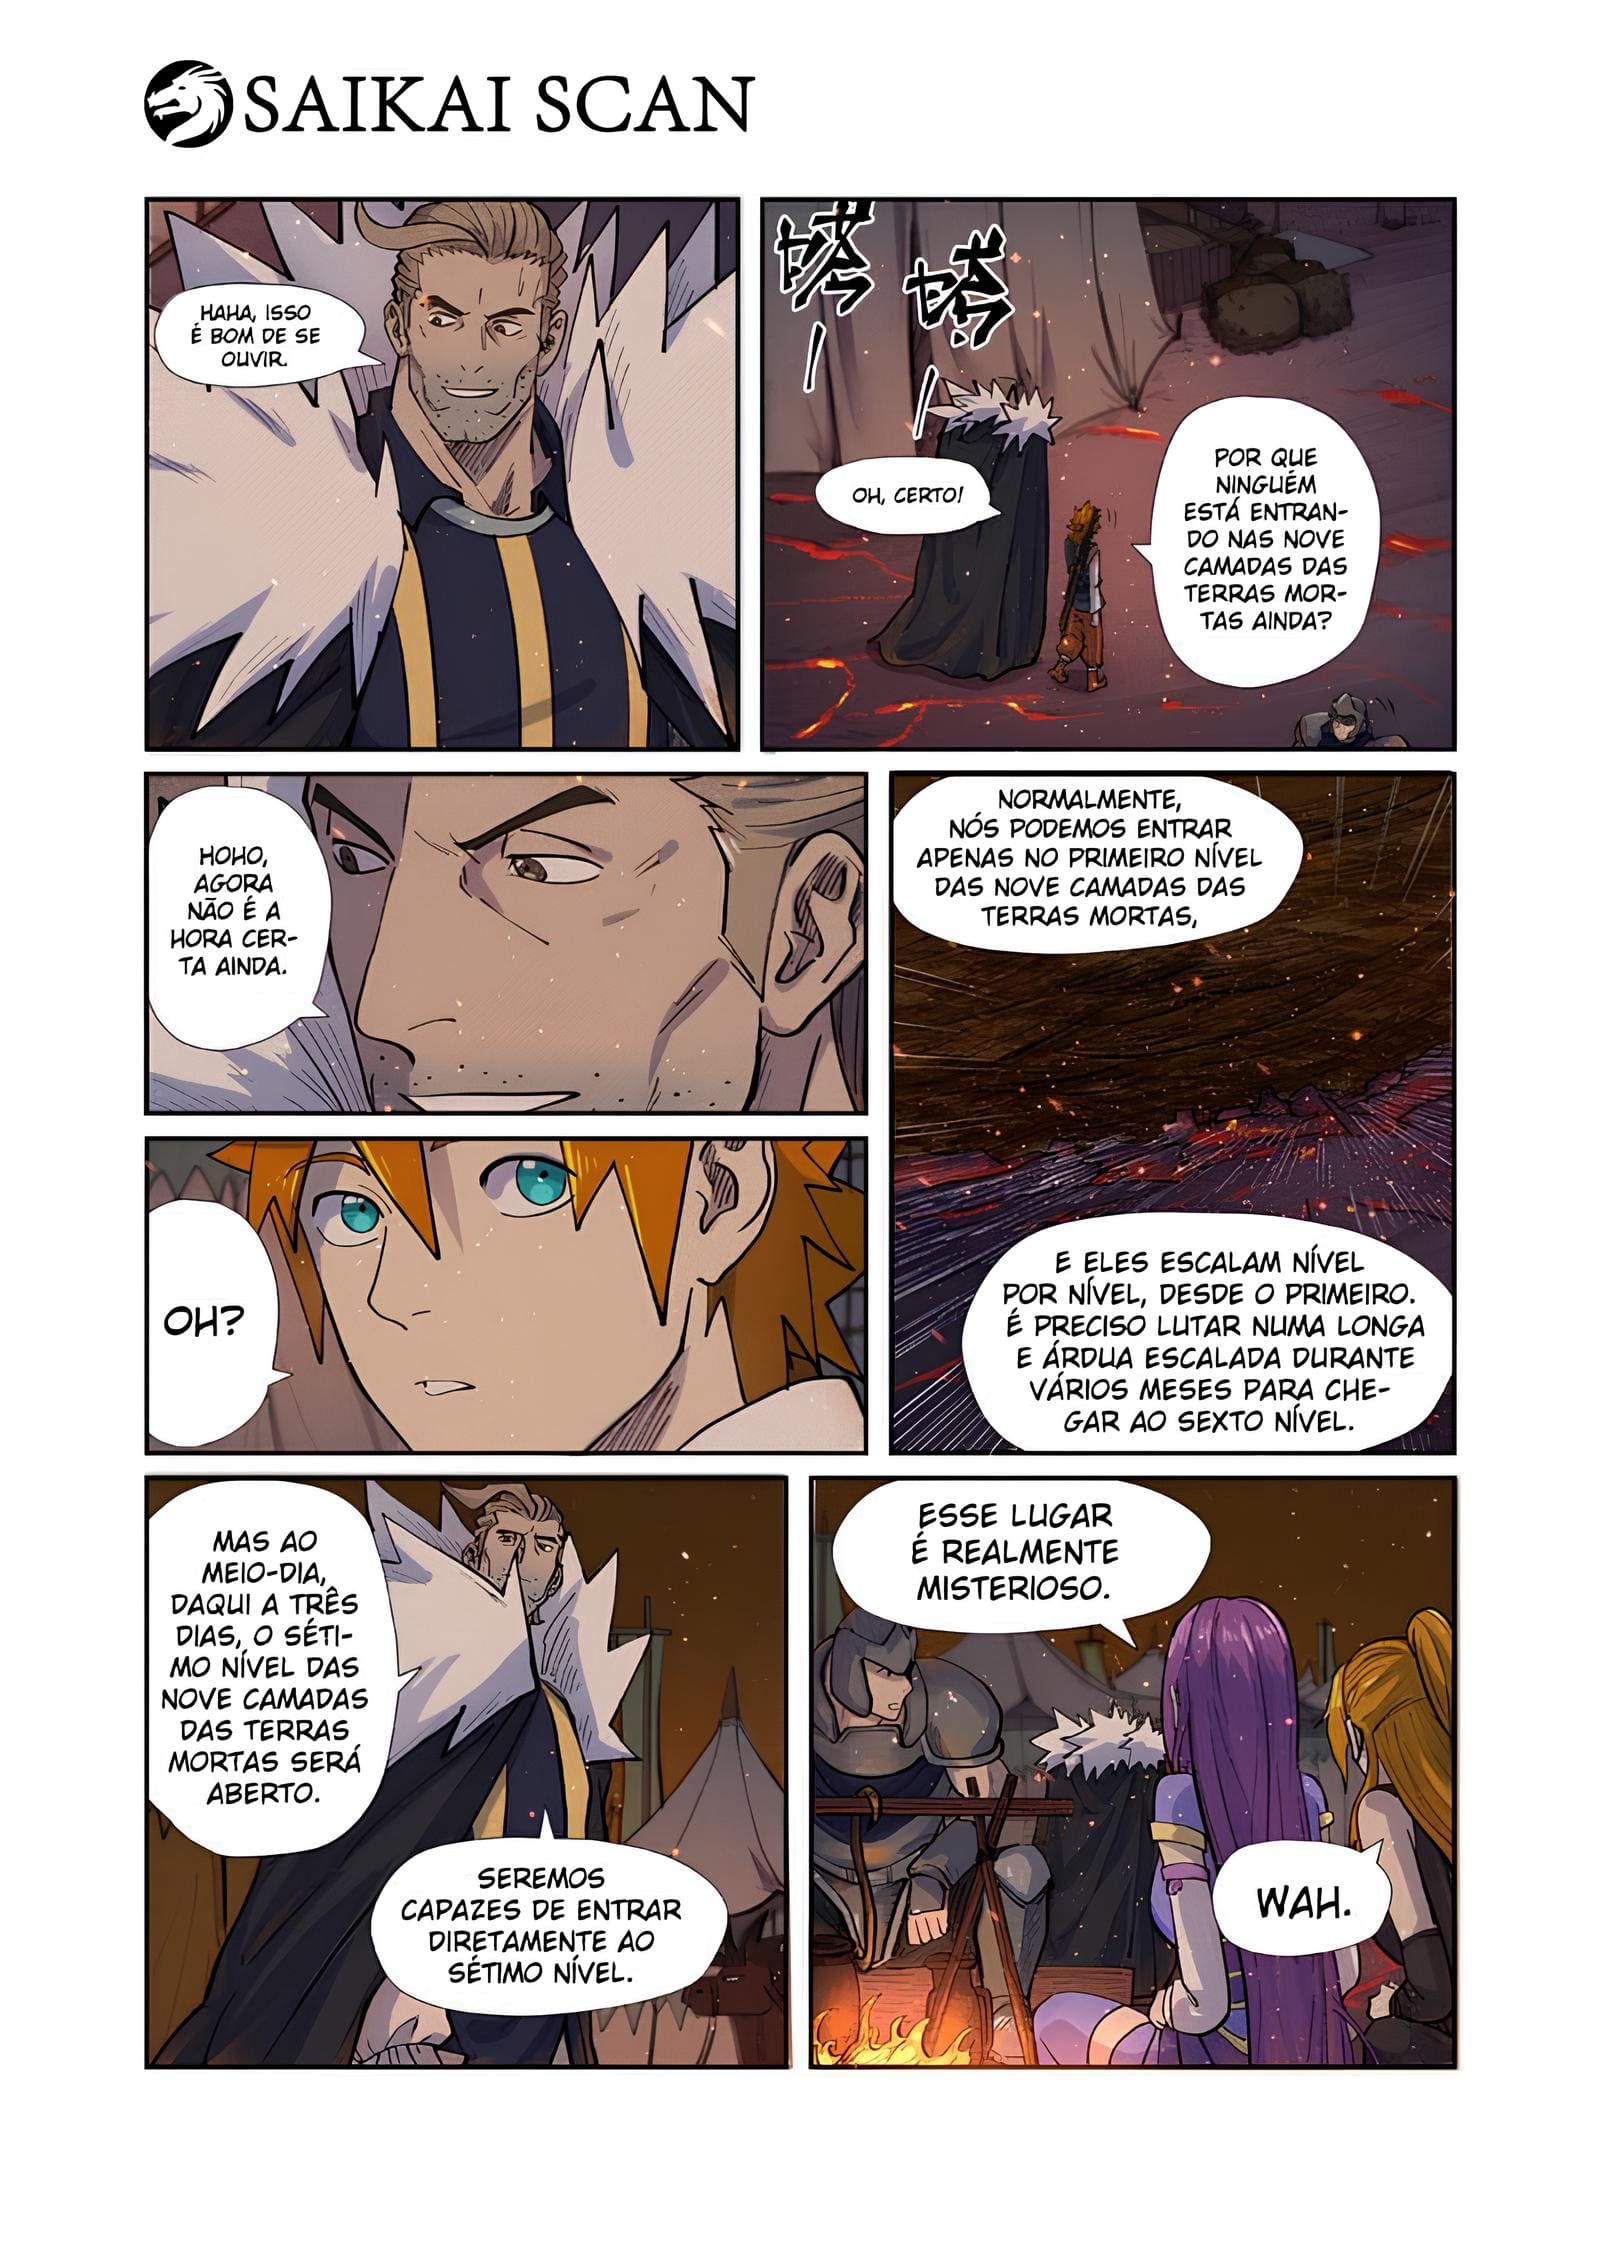 SAIKAI SCAN
HAHA, ISSO
É BOM DE SE
OUVIR.
嗒
嗒
OH, CERTO!
POR QUE
NINGUÉM
ESTÁ ENTRAN-
DO NAS NOVE
CAMADAS DAS
TERRAS MOR-
TAS AINDA?
HOHO,
AGORA
NÃO É A
HORA CER-
TA AINDA.
NORMALMENTE,
NÓS PODEMOS ENTRAR
APENAS NO PRIMEIRO NÍVEL
DAS NOVE CAMADAS DAS
TERRAS MORTAS,
E ELES ESCALAM NÍVEL
POR NÍVEL, DESDE O PRIMEIRO.
É PRECISO LUTAR NUMA LONGA
E ÁRDUA ESCALADA DURANTE
VÁRIOS MESES PARA CHE-
GAR AO SEXTO NÍVEL.
OH?
MAS AO
MEIO-DIA,
DAQUI A TRÊS
DIAS, O SÉTI-
MO NÍVEL DAS
NOVE CAMADAS
DAS TERRAS
MORTAS SERÁ
ABERTO.
SEREMOS
CAPAZES DE ENTRAR
DIRETAMENTE AO
SÉTIMO NÍVEL.
ESSE LUGAR
É REALMENTE
MISTERIOSO.
WAH.